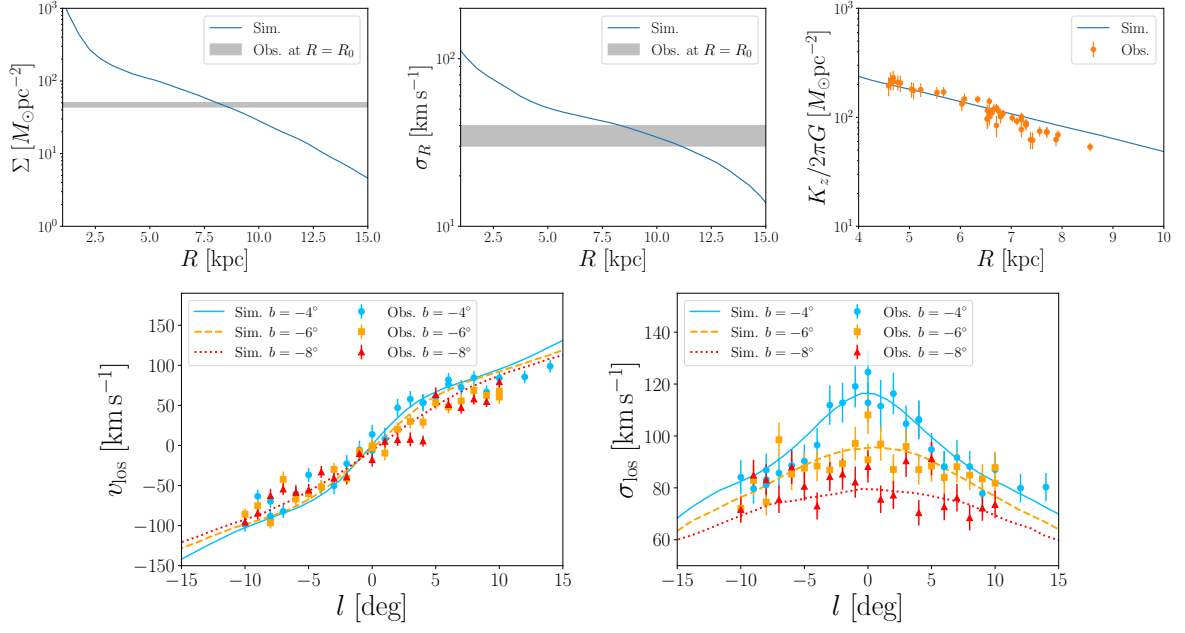 10³
10²
10¹
10⁰
Σ [M⊙pc⁻²]
Sim.
Obs. at R = R₀
2.5 5.0 7.5 10.0 12.5 15.0
R [kpc]
10²
10¹
σ_R [km s⁻¹]
Sim.
Obs. at R = R₀
2.5 5.0 7.5 10.0 12.5 15.0
R [kpc]
10³
10²
10¹
K_z/2πG [M⊙pc⁻²]
Sim.
Obs.
4 5 6 7 8 9 10
R [kpc]
150
100
50
0
−50
−100
−150
v_los [km s⁻¹]
Sim. b = −4° Obs. b = −4°
Sim. b = −6° Obs. b = −6°
Sim. b = −8° Obs. b = −8°
−15 −10 −5 0 5 10 15
l [deg]
140
120
100
80
60
σ_los [km s⁻¹]
Sim. b = −4° Obs. b = −4°
Sim. b = −6° Obs. b = −6°
Sim. b = −8° Obs. b = −8°
−15 −10 −5 0 5 10 15
l [deg]